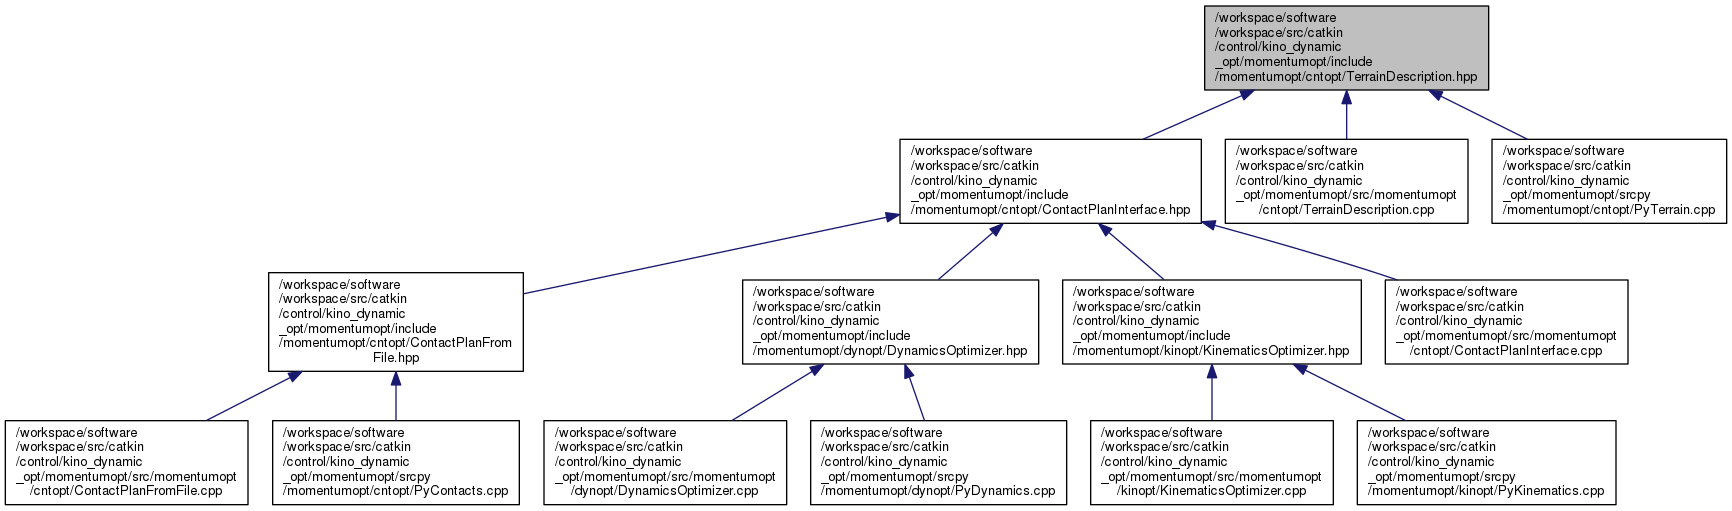 /workspace/software
/workspace/src/catkin
/control/kino_dynamic
_opt/momentumopt/include
/momentumopt/cntopt/TerrainDescription.hpp
/workspace/software
/workspace/src/catkin
/control/kino_dynamic
_opt/momentumopt/include
/momentumopt/cntopt/ContactPlanInterface.hpp
/workspace/software
/workspace/src/catkin
/control/kino_dynamic
_opt/momentumopt/src/momentumopt
/cntopt/TerrainDescription.cpp
/workspace/software
/workspace/src/catkin
/control/kino_dynamic
_opt/momentumopt/srcpy
/momentumopt/cntopt/PyTerrain.cpp
/workspace/software
/workspace/src/catkin
/control/kino_dynamic
_opt/momentumopt/include
/momentumopt/cntopt/ContactPlanFrom
File.hpp
/workspace/software
/workspace/src/catkin
/control/kino_dynamic
_opt/momentumopt/include
/momentumopt/dynopt/DynamicsOptimizer.hpp
/workspace/software
/workspace/src/catkin
/control/kino_dynamic
_opt/momentumopt/include
/momentumopt/kinopt/KinematicsOptimizer.hpp
/workspace/software
/workspace/src/catkin
/control/kino_dynamic
_opt/momentumopt/src/momentumopt
/cntopt/ContactPlanInterface.cpp
/workspace/software
/workspace/src/catkin
/control/kino_dynamic
_opt/momentumopt/src/momentumopt
/cntopt/ContactPlanFromFile.cpp
/workspace/software
/workspace/src/catkin
/control/kino_dynamic
_opt/momentumopt/srcpy
/momentumopt/cntopt/PyContacts.cpp
/workspace/software
/workspace/src/catkin
/control/kino_dynamic
_opt/momentumopt/src/momentumopt
/dynopt/DynamicsOptimizer.cpp
/workspace/software
/workspace/src/catkin
/control/kino_dynamic
_opt/momentumopt/srcpy
/momentumopt/dynopt/PyDynamics.cpp
/workspace/software
/workspace/src/catkin
/control/kino_dynamic
_opt/momentumopt/src/momentumopt
/kinopt/KinematicsOptimizer.cpp
/workspace/software
/workspace/src/catkin
/control/kino_dynamic
_opt/momentumopt/srcpy
/momentumopt/kinopt/PyKinematics.cpp